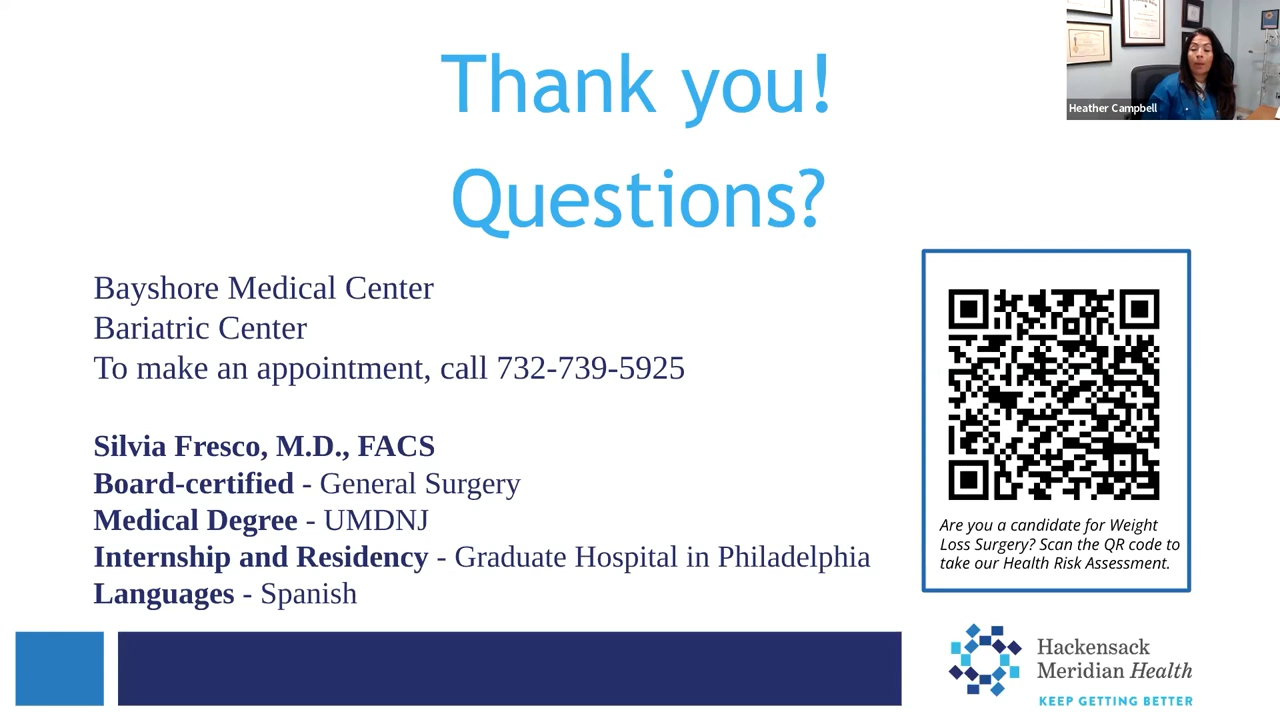 Thank you!
Questions?
Heather Campbell
Bayshore Medical Center
Bariatric Center
To make an appointment, call 732-739-5925
Silvia Fresco, M.D., FACS
Board-certified - General Surgery
Medical Degree - UMDNJ
Internship and Residency - Graduate Hospital in Philadelphia
Languages - Spanish
Are you a candidate for Weight
Loss Surgery? Scan the QR code to
take our Health Risk Assessment.
Hackensack
Meridian Health
KEEP GETTING BETTER